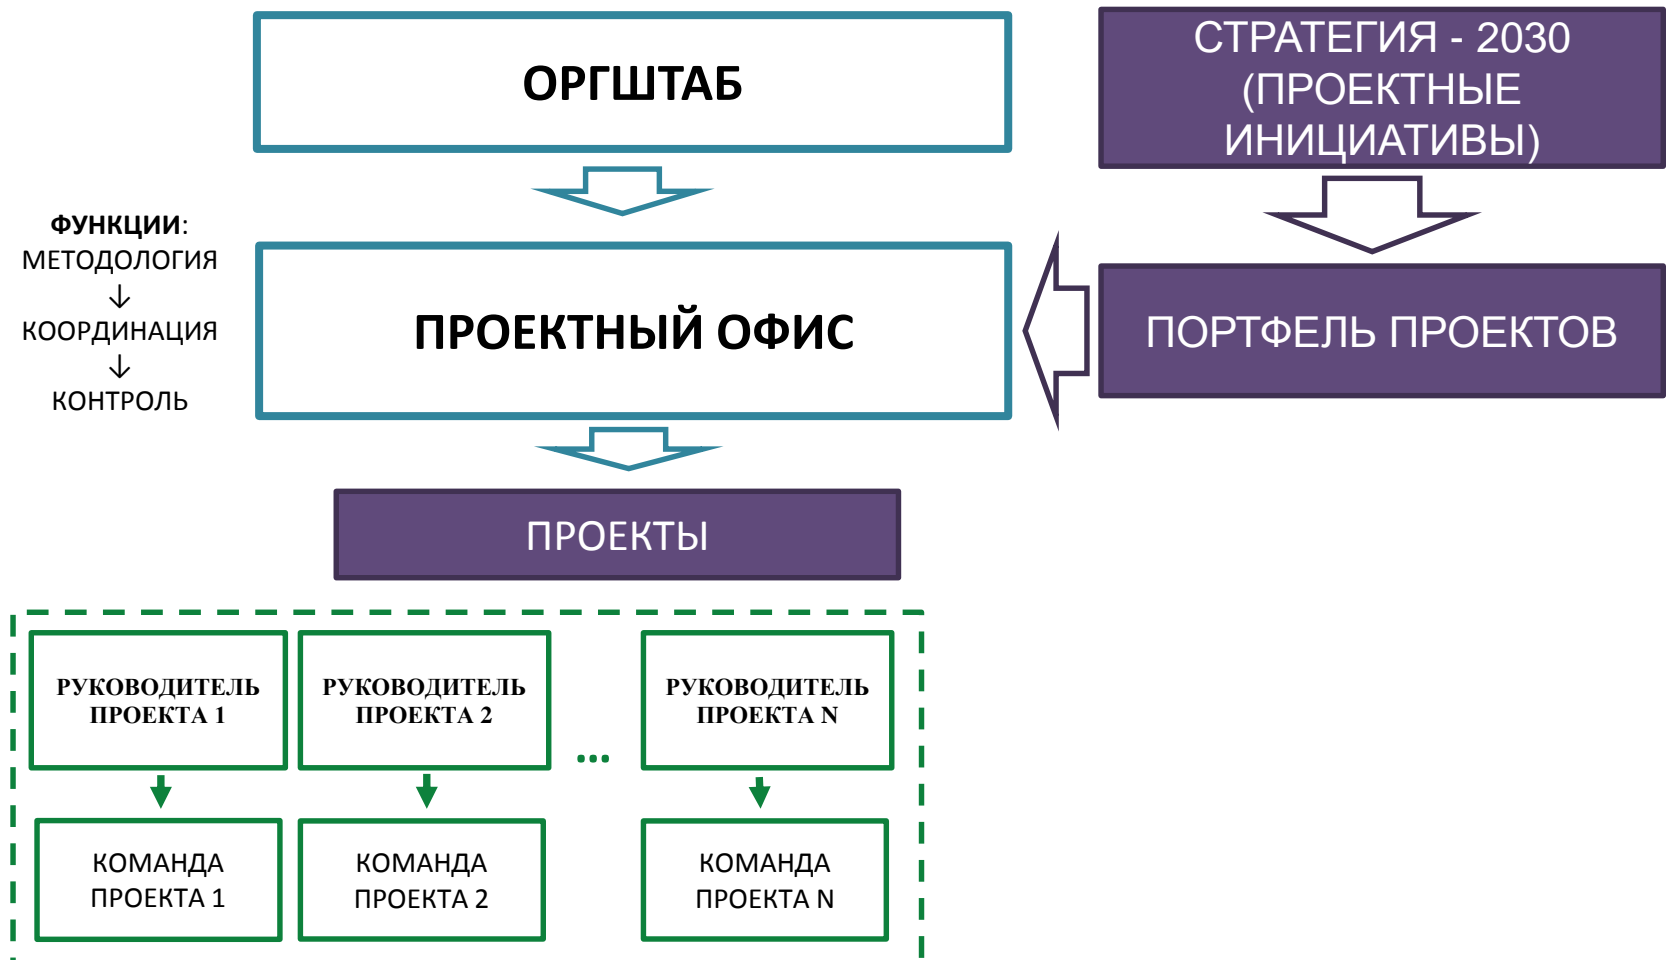 ОРГШТАБ
СТРАТЕГИЯ - 2030
(ПРОЕКТНЫЕ
ИНИЦИАТИВЫ)
ФУНКЦИИ:
МЕТОДОЛОГИЯ
↓
КООРДИНАЦИЯ
↓
КОНТРОЛЬ
ПРОЕКТНЫЙ ОФИС
ПОРТФЕЛЬ ПРОЕКТОВ
ПРОЕКТЫ
РУКОВОДИТЕЛЬ
ПРОЕКТА 1
РУКОВОДИТЕЛЬ
ПРОЕКТА 2
...
РУКОВОДИТЕЛЬ
ПРОЕКТА N
КОМАНДА
ПРОЕКТА 1
КОМАНДА
ПРОЕКТА 2
КОМАНДА
ПРОЕКТА N